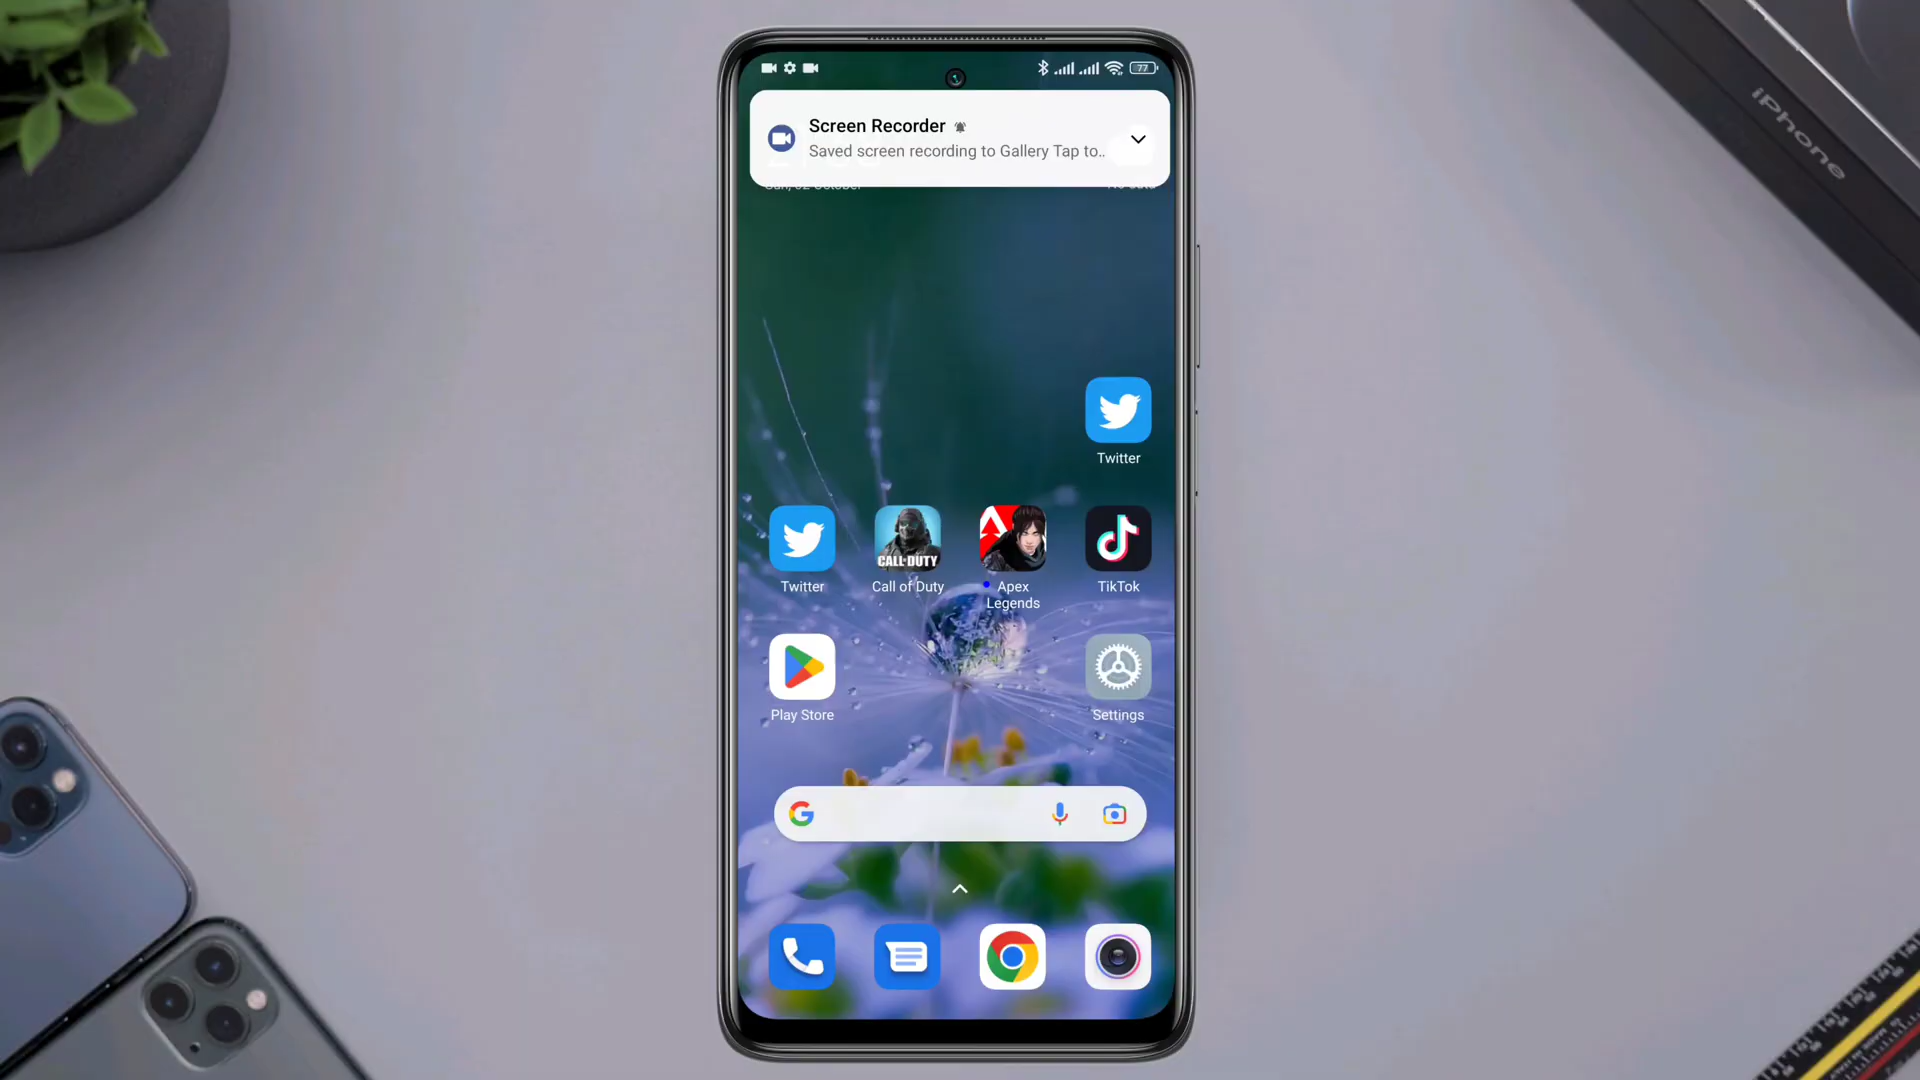 77
Screen Recorder
Saved screen recording to Gallery Tap to..
iPhone
Twitter
CALL·DUTY
Twitter
Call of Duty
Apex
Legends
TikTok
Play Store
Settings